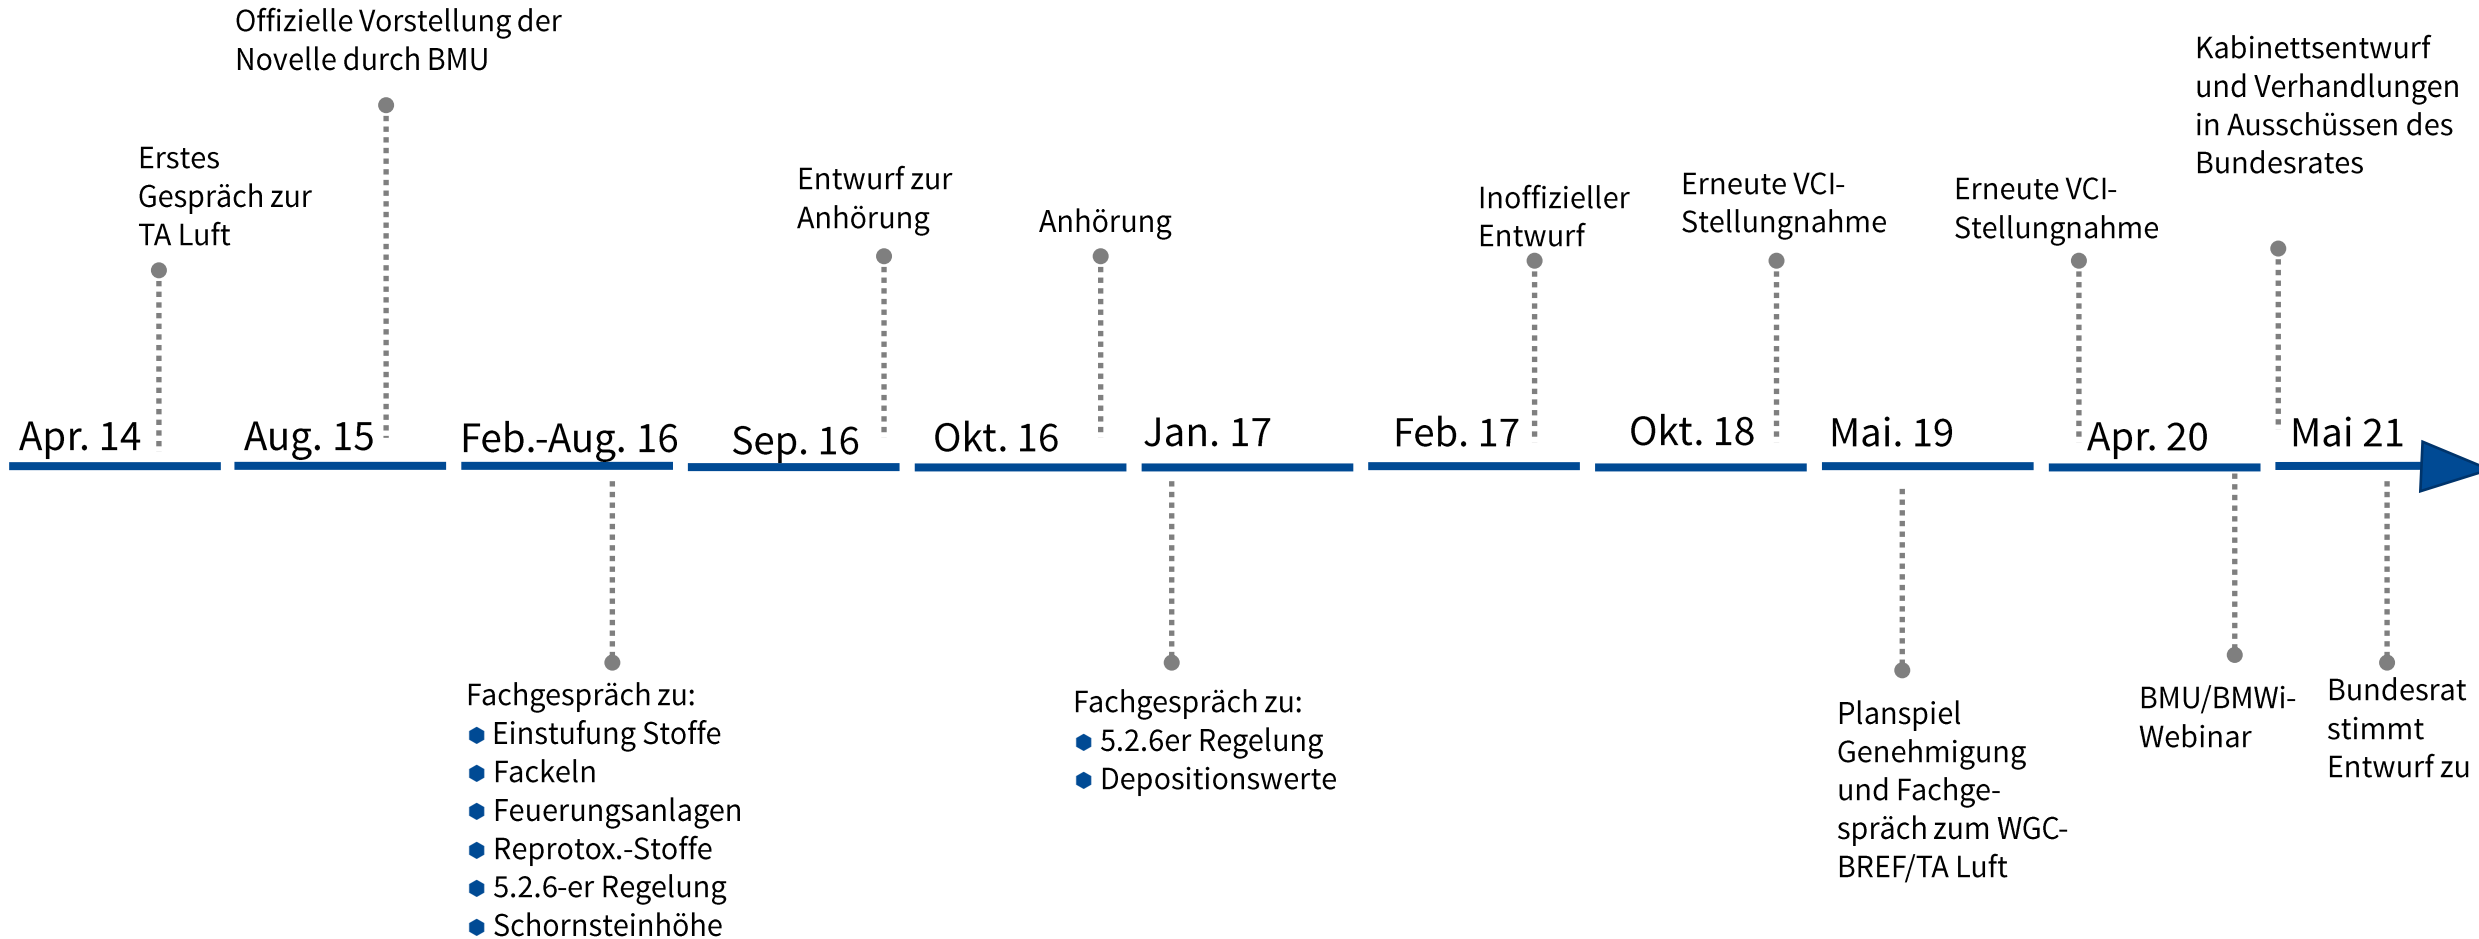 Offizielle Vorstellung der
Novelle durch BMU
Erstes
Gespräch zur
TA Luft
Entwurf zur
Anhörung
Anhörung
Inoffizieller
Entwurf
Erneute VCI-
Stellungnahme
Erneute VCI-
Stellungnahme
Kabinettsentwurf
und Verhandlungen
in Ausschüssen des
Bundesrates
Apr. 14
Aug. 15
Feb.-Aug. 16
Sep. 16
Okt. 16
Jan. 17
Feb. 17
Okt. 18
Mai. 19
Apr. 20
Mai 21
Fachgespräch zu:
Einstufung Stoffe
Fackeln
Feuerungsanlagen
Reprotox.-Stoffe
5.2.6-er Regelung
Schornsteinhöhe
Fachgespräch zu:
5.2.6er Regelung
Depositionswerte
Planspiel
Genehmigung
und Fachge-
spräch zum WGC-
BREF/TA Luft
BMU/BMWi-
Webinar
Bundesrat
stimmt
Entwurf zu